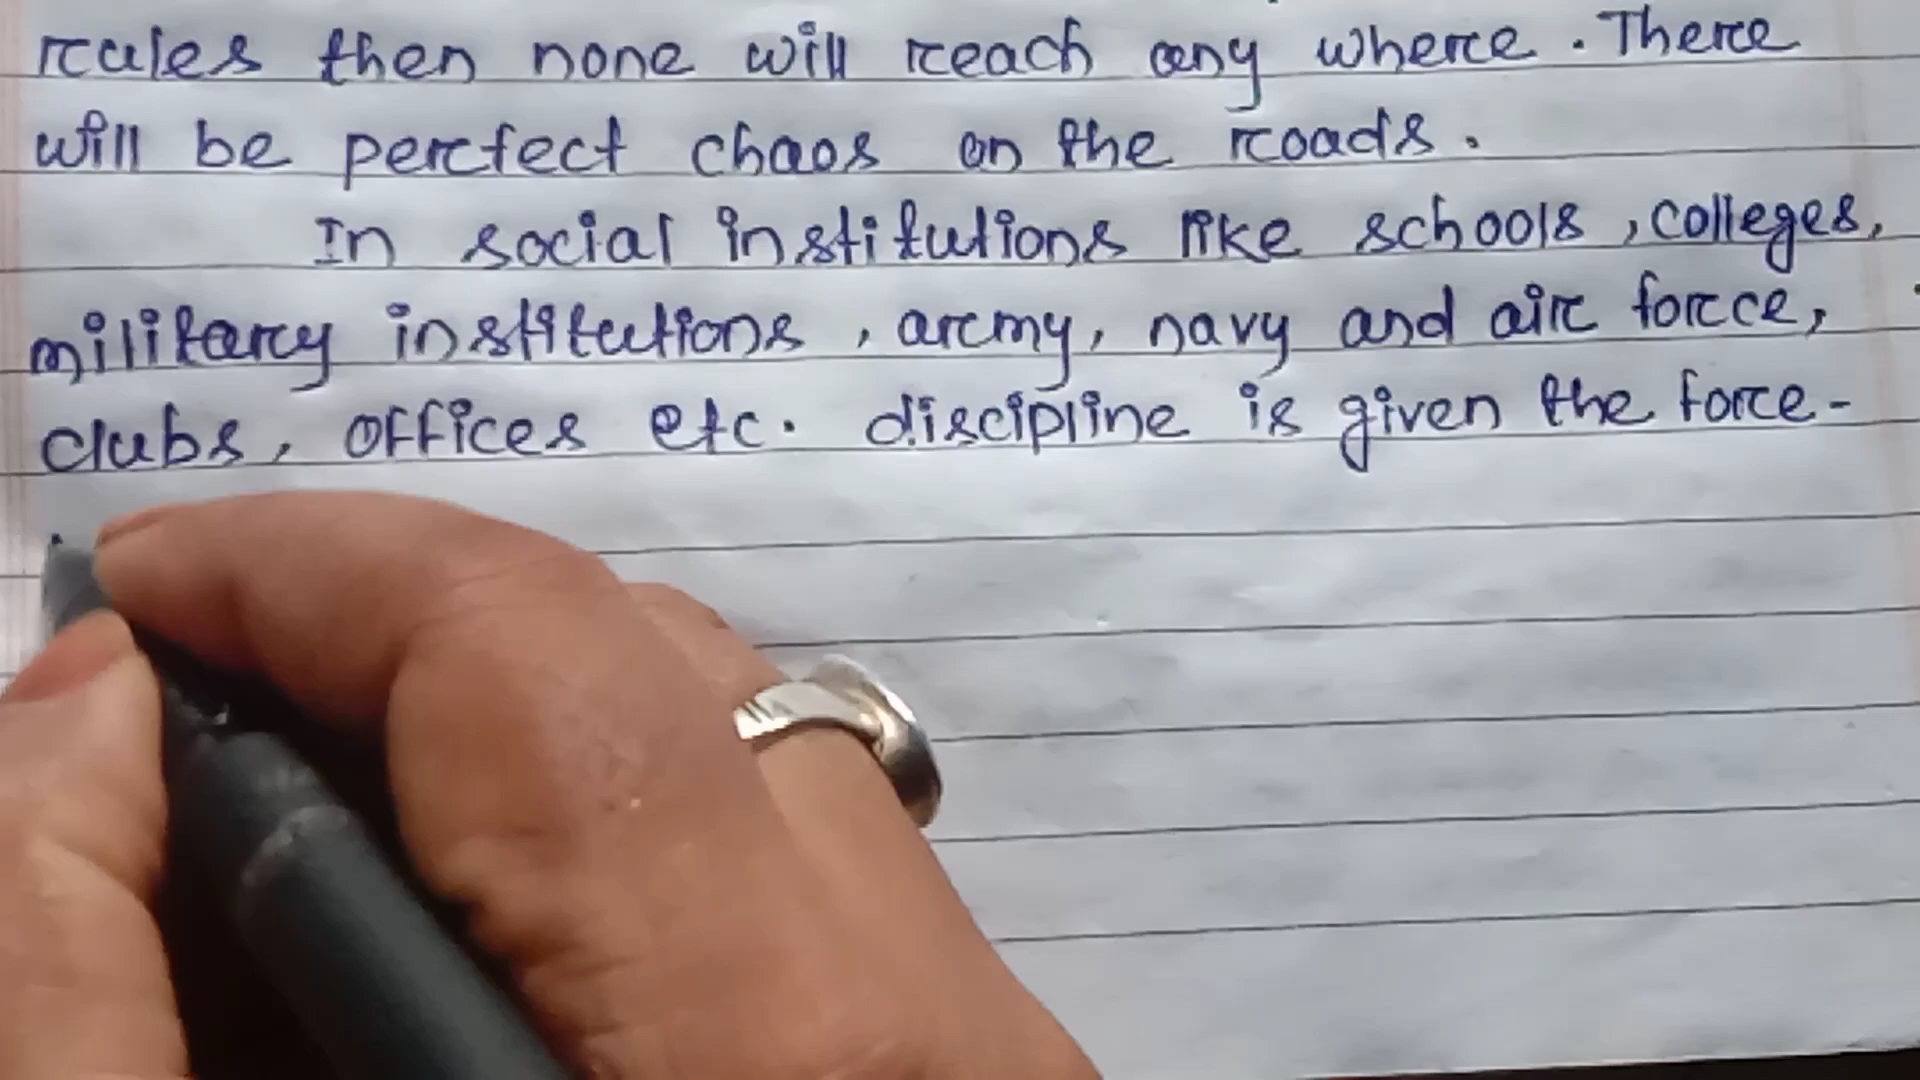 rules then none will reach any where. There
will be perfect chaos on the roads.
In social institutions like schools, colleges,
military institutions, army, navy and air force,
clubs, offices etc. discipline is given the force-